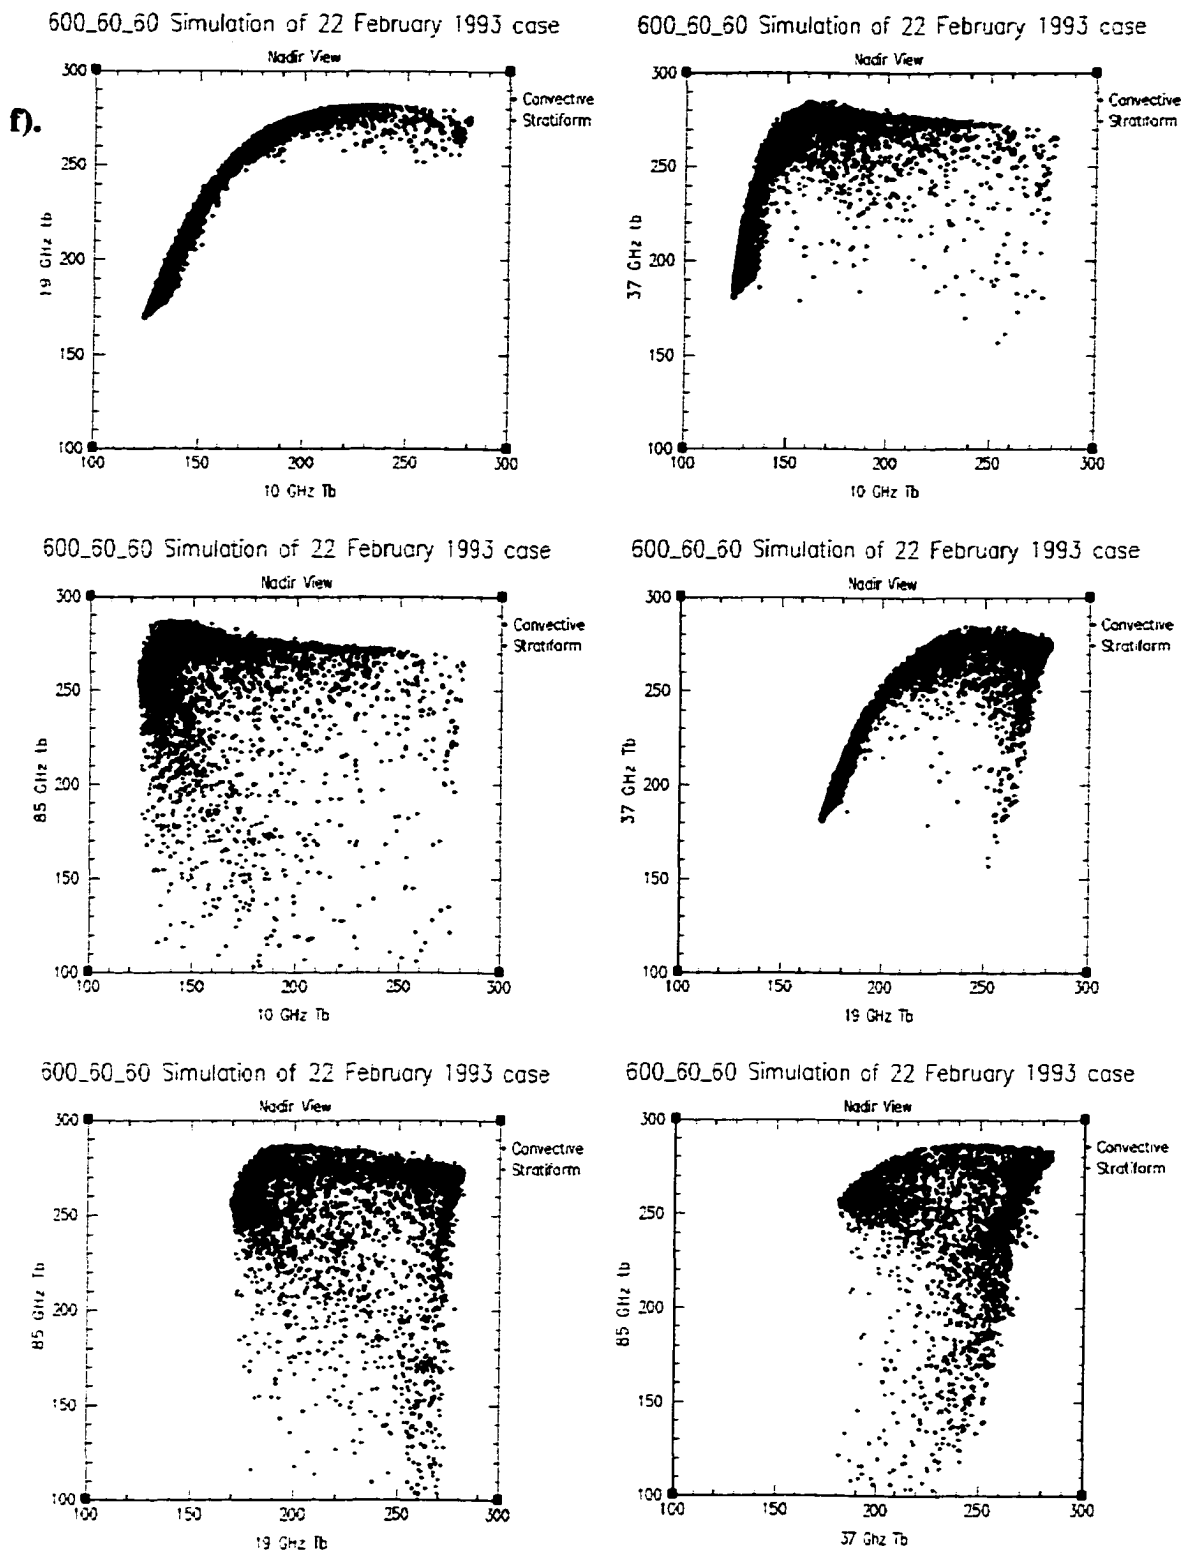 f).
600_60_60 Simulation of 22 February 1993 case
Nadir View
300
250
200
150
100
19 GHz tb
100 150 200 250 300
10 GHz Tb
Convective
Stratiform
600_60_60 Simulation of 22 February 1993 case
Nadir View
300
250
200
150
100
37 GHz tb
100 150 200 250 300
10 GHz Tb
Convective
Stratiform
600_60_60 Simulation of 22 February 1993 case
Nadir View
300
250
200
150
100
85 GHz tb
100 150 200 250 300
10 GHz Tb
Convective
Stratiform
600_60_60 Simulation of 22 February 1993 case
Nadir View
300
250
200
150
100
37 GHz Tb
100 150 200 250 300
19 GHz Tb
Convective
Stratiform
600_60_60 Simulation of 22 February 1993 case
Nadir View
300
250
200
150
100
85 GHz Tb
100 150 200 250 300
19 GHz Tb
Convective
Stratiform
600_60_60 Simulation of 22 February 1993 case
Nadir View
300
250
200
150
100
85 GHz tb
100 150 200 250 300
37 Ghz Tb
Convective
Stratiform